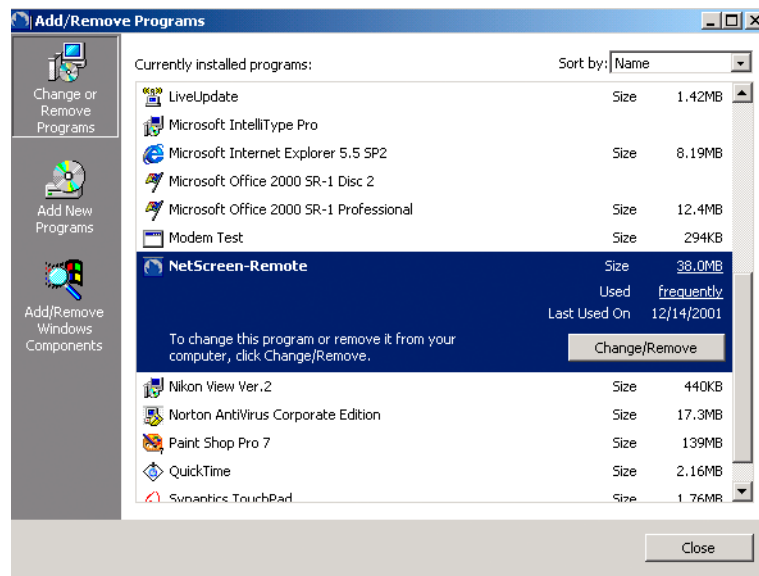 Add/Remove Programs
Change or
Remove
Programs
Add New
Programs
Add/Remove
Windows
Components
Currently installed programs:
Sort by: Name
LiveUpdate Size 1.42MB
Microsoft IntelliType Pro
Microsoft Internet Explorer 5.5 SP2 Size 8.19MB
Microsoft Office 2000 SR-1 Disc 2
Microsoft Office 2000 SR-1 Professional Size 12.4MB
Modem Test Size 294KB
NetScreen-Remote Size 38.0MB
Used frequently
Last Used On 12/14/2001
To change this program or remove it from your
computer, click Change/Remove.
Change/Remove
Nikon View Ver.2 Size 440KB
Norton AntiVirus Corporate Edition Size 17.3MB
Paint Shop Pro 7 Size 139MB
QuickTime Size 2.16MB
Synaptics TouchPad Size 1.76MB
Close